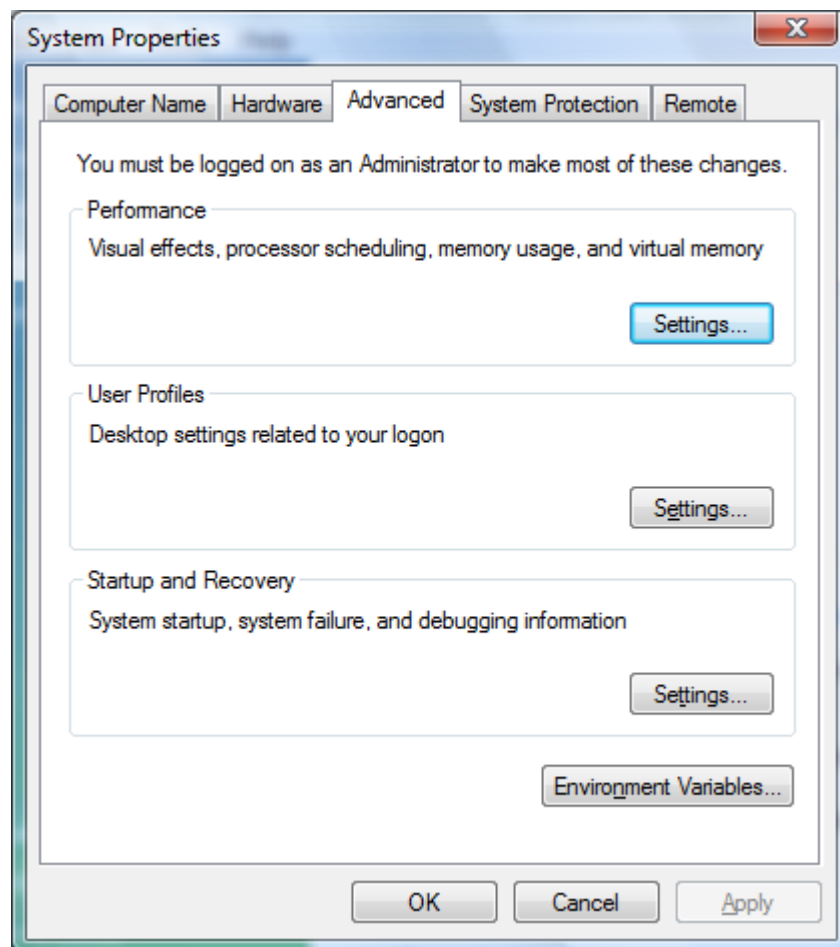 System Properties
Computer Name Hardware Advanced System Protection Remote
You must be logged on as an Administrator to make most of these changes.
Performance
Visual effects, processor scheduling, memory usage, and virtual memory
Settings...
User Profiles
Desktop settings related to your logon
Settings...
Startup and Recovery
System startup, system failure, and debugging information
Settings...
Environment Variables...
OK Cancel Apply